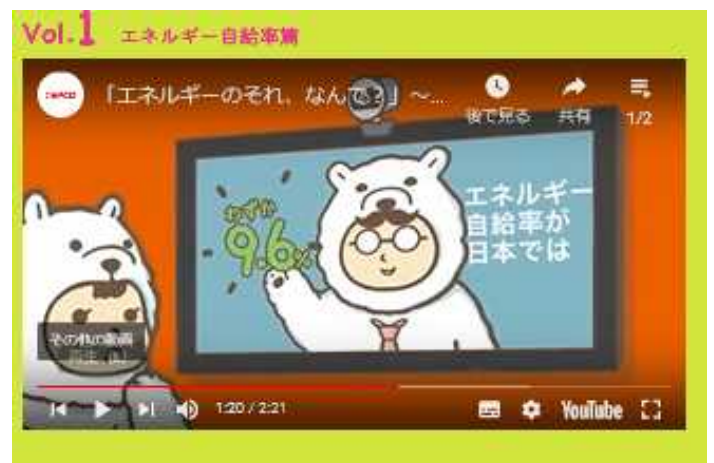 Vol.1 エネルギー自給率篇
「エネルギーのそれ、なんで?」～...
後で見る
共有
1/2
わずか
9.6%
エネルギー
自給率が
日本では
その他の動画
1:20 / 2:21
YouTube